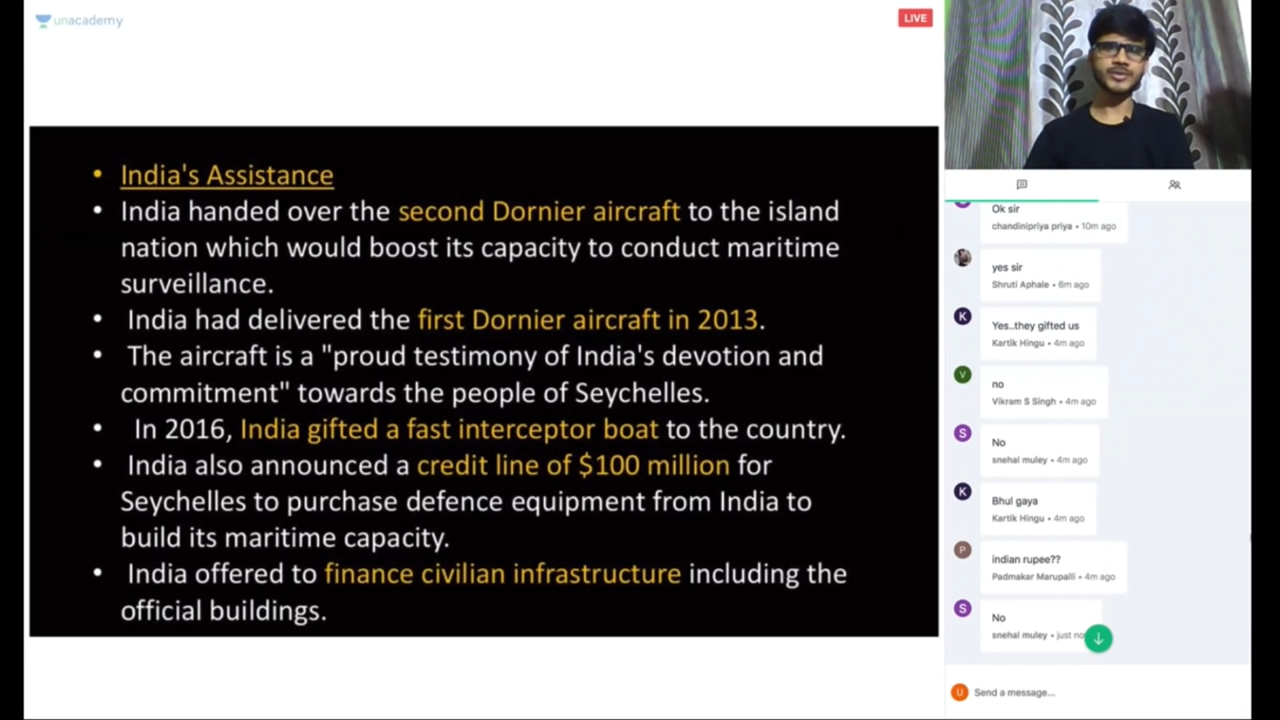 unacademy
LIVE
• India's Assistance
• India handed over the second Dornier aircraft to the island
nation which would boost its capacity to conduct maritime
surveillance.
• India had delivered the first Dornier aircraft in 2013.
• The aircraft is a "proud testimony of India's devotion and
commitment" towards the people of Seychelles.
• In 2016, India gifted a fast interceptor boat to the country.
• India also announced a credit line of $100 million for
Seychelles to purchase defence equipment from India to
build its maritime capacity.
• India offered to finance civilian infrastructure including the
official buildings.
Ok sir
chandinipriya priya • 10m ago
yes sir
Shruti Aphale • 6m ago
K
Yes..they gifted us
Kartik Hingu • 4m ago
V
no
Vikram S Singh • 4m ago
S
No
snehal muley • 4m ago
K
Bhul gaya
Kartik Hingu • 4m ago
P
indian rupee??
Padmakar Marupalli • 4m ago
S
No
snehal muley • just no
U
Send a message...